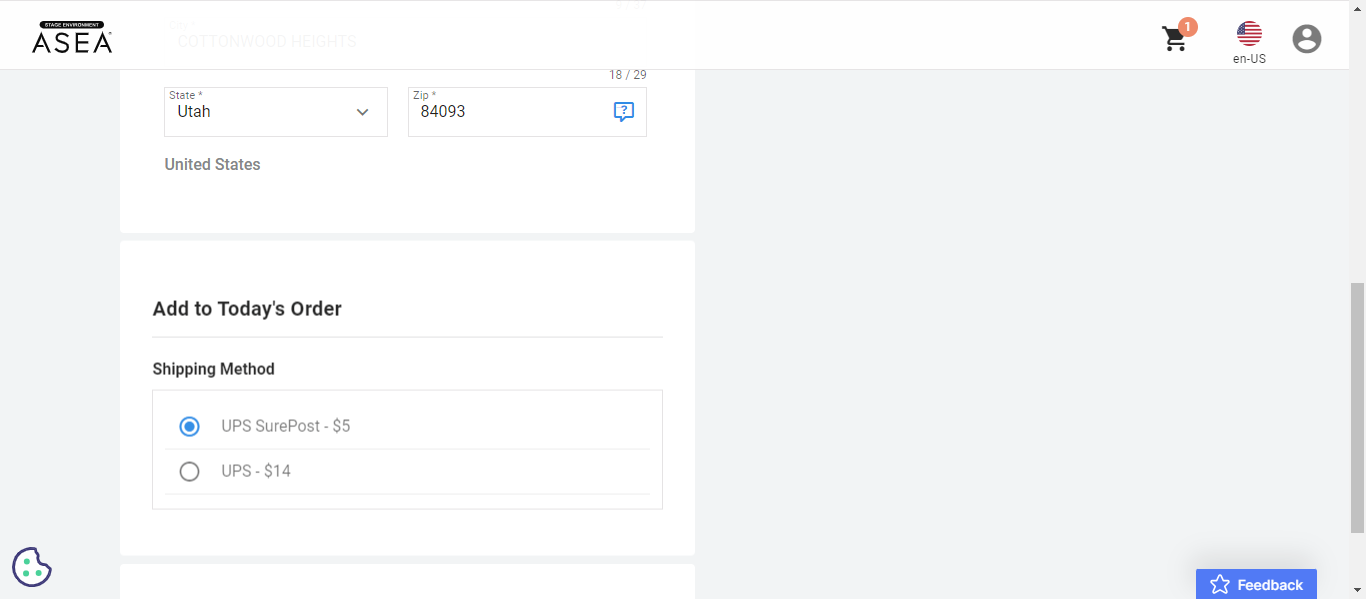 STAGE ENVIRONMENT
ASEA
1
en-US
COTTONWOOD HEIGHTS
18 / 29
State *
Utah
Zip *
84093
?
United States
Add to Today's Order
Shipping Method
UPS SurePost - $5
UPS - $14
Feedback